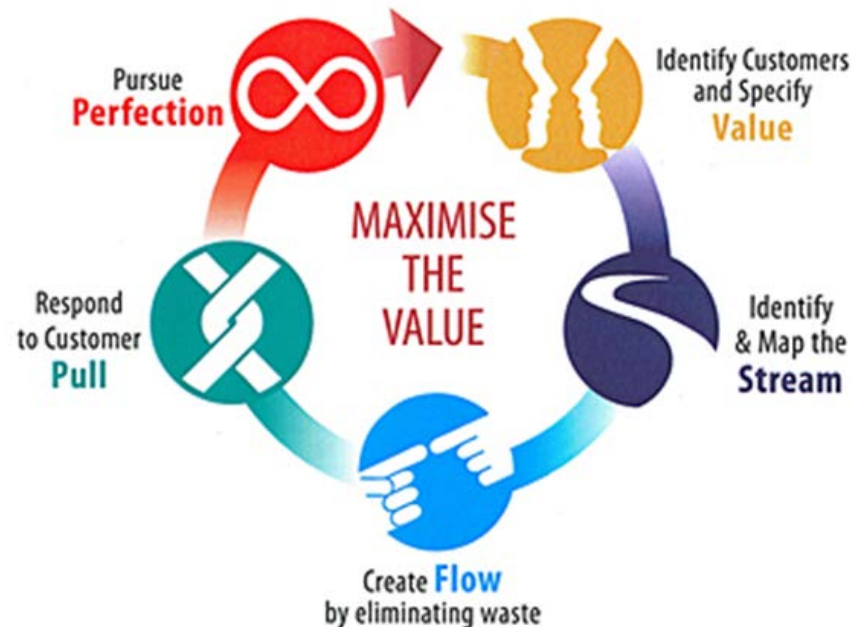 Identify Customers
and Specify
Value
Identify
& Map the
Stream
Create Flow
by eliminating waste
Respond
to Customer
Pull
Pursue
Perfection
MAXIMISE
THE
VALUE